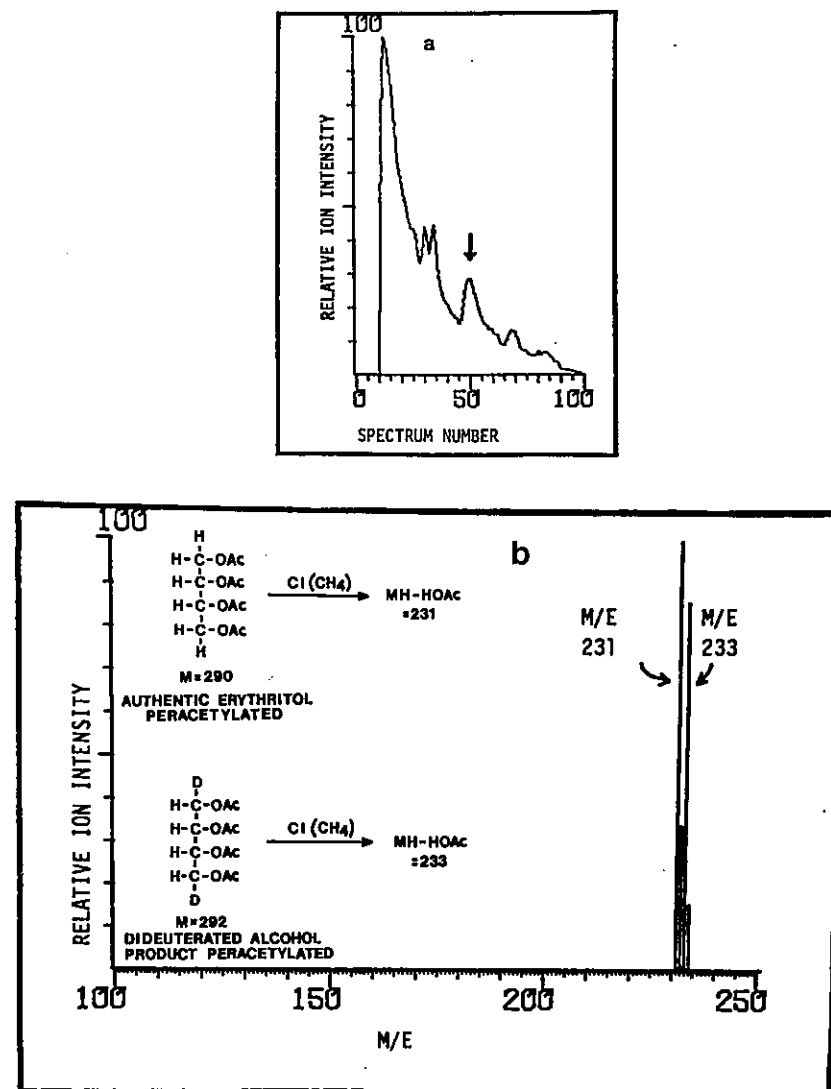 100
a
RELATIVE ION INTENSITY
0
50
100
SPECTRUM NUMBER
100
b
H
H-C-OAc
H-C-OAc
H-C-OAc
H-C-OAc
H
M=290
AUTHENTIC ERYTHRITOL
PERACETYLATED
CI(CH₄)
MH-HOAc
=231
M/E
231
M/E
233
D
H-C-OAc
H-C-OAc
H-C-OAc
H-C-OAc
D
M=292
DIDEUTERATED ALCOHOL
PRODUCT PERACETYLATED
CI(CH₄)
MH-HOAc
=233
RELATIVE ION INTENSITY
100
150
200
250
M/E